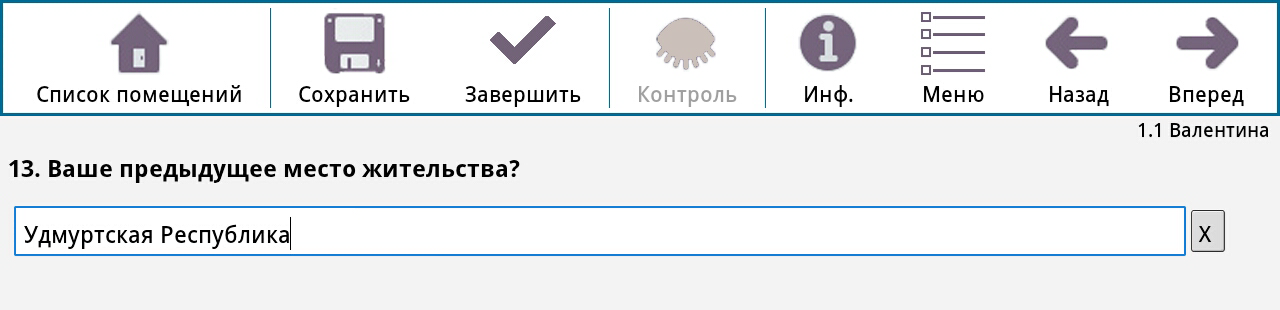 Список помещений Сохранить Завершить Контроль Инф. Меню Назад Вперед
1.1 Валентина
13. Ваше предыдущее место жительства?
Удмуртская Республика X